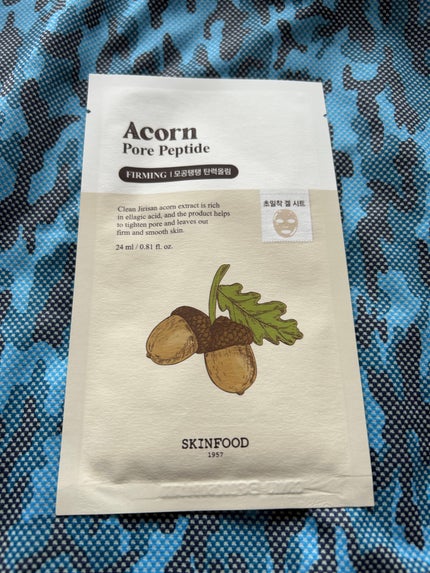 Acorn
Pore Peptide
FIRMING | 모공탱탱 탄력올림
Clean Jirisan acorn extract is rich
in ellagic acid, and the product helps
to tighten pore and leaves out
firm and smooth skin.
24 ml / 0.81 fl. oz.
초밀착 겔 시트
SKINFOOD
1957